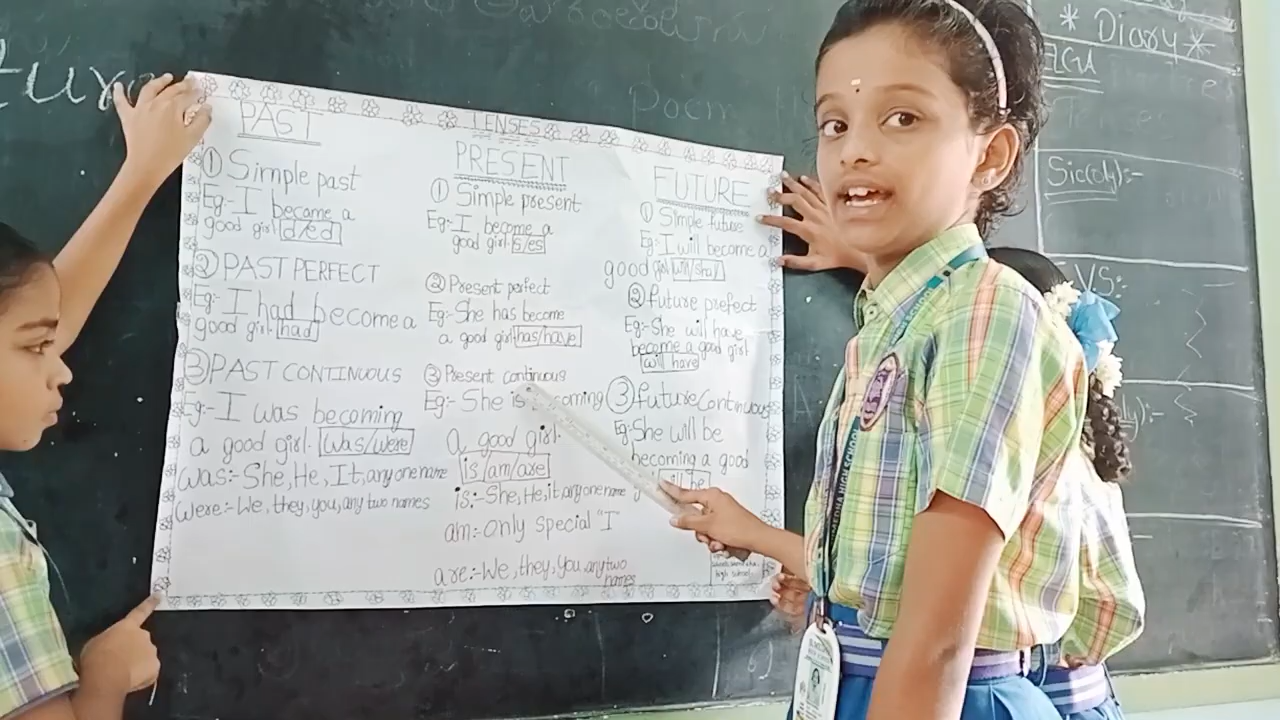 TENSES
PAST
① Simple past
Eg:- I became a
good girl. d/ed
② PAST PERFECT
Eg:- I had become a
good girl. had
③ PAST CONTINUOUS
Eg:- I was becoming
a good girl. was/were
was:- She, He, It, any one name
were:- We, they, you, any two names
PRESENT
① Simple present
Eg:- I become a
good girl. s/es
② Present perfect
Eg:- She has become
a good girl. has/have
③ Present continuous
Eg:- She is coming
a good girl.
is/am/are
is:- She, He, it, any one name
am:- only special "I"
are:- We, they, you, any two
names
FUTURE
① Simple future
Eg:- I will become a
good girl. will/shall
② future prefect
Eg:- She will have
become a good girl
will have
③ future Continuous
Eg:- She will be
becoming a good
will be
high school
* Diary *
Poem
E.V.S:-
HIGH SCHOOL